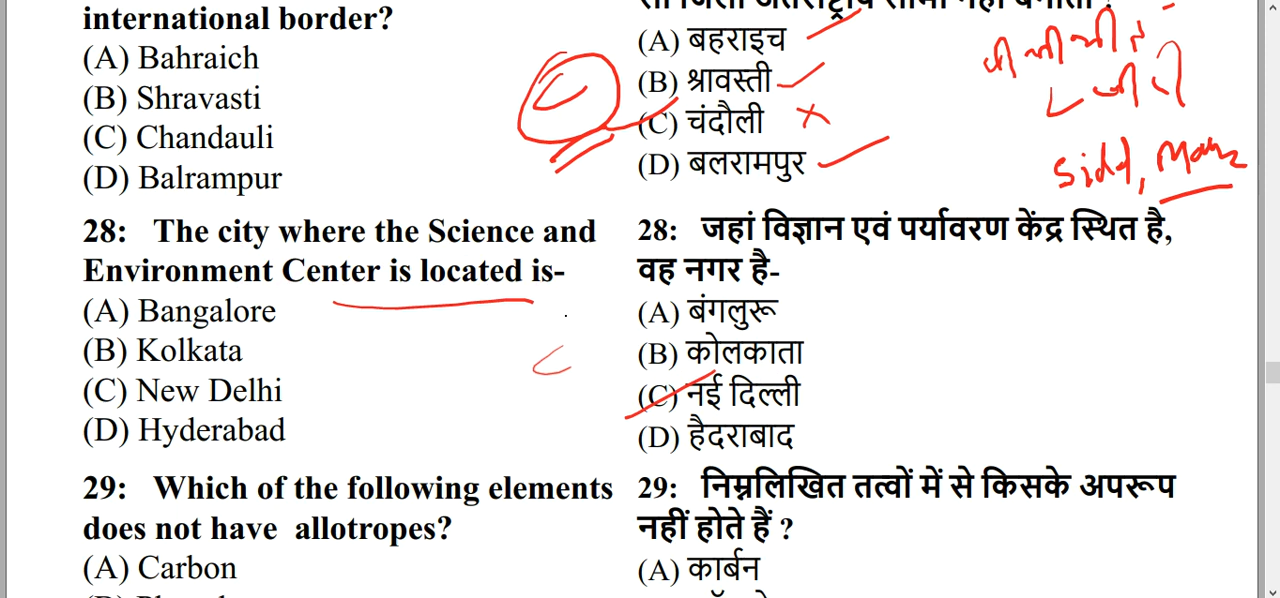 international border?
(A) Bahraich
(B) Shravasti
(C) Chandauli
(D) Balrampur
28: The city where the Science and
Environment Center is located is-
(A) Bangalore
(B) Kolkata
(C) New Delhi
(D) Hyderabad
29: Which of the following elements
does not have allotropes?
(A) Carbon
(A) बहराइच
(B) श्रावस्ती
(C) चंदौली
(D) बलरामपुर
28: जहां विज्ञान एवं पर्यावरण केंद्र स्थित है,
वह नगर है-
(A) बंगलुरू
(B) कोलकाता
(C) नई दिल्ली
(D) हैदराबाद
29: निम्नलिखित तत्वों में से किसके अपरूप
नहीं होते हैं ?
(A) कार्बन